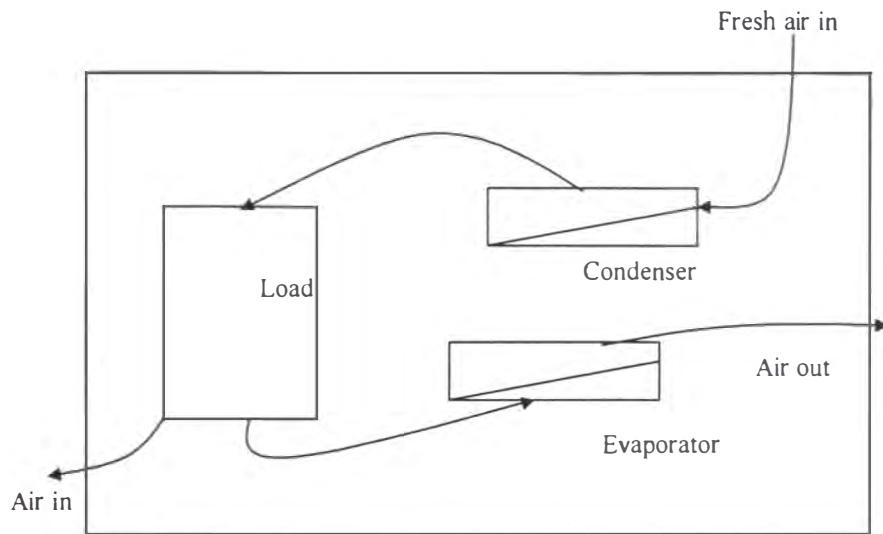 Fresh air in
Condenser
Load
Air out
Evaporator
Air in